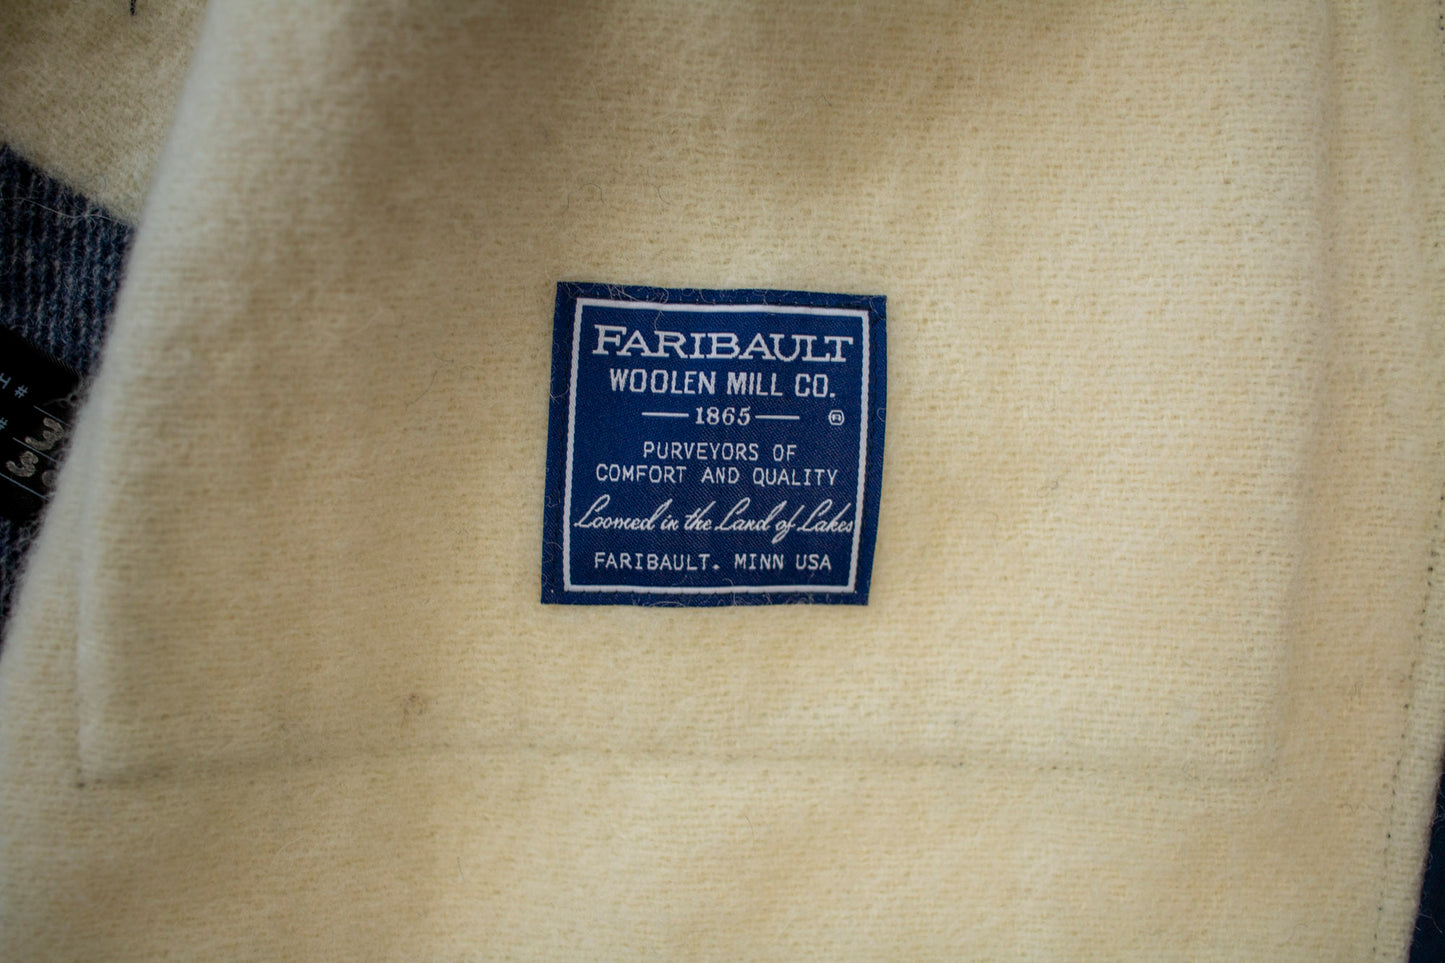 FARIBAULT
WOOLEN MILL CO.
1865 ®
PURVEYORS OF
COMFORT AND QUALITY
Loomed in the Land of Lakes
FARIBAULT. MINN USA